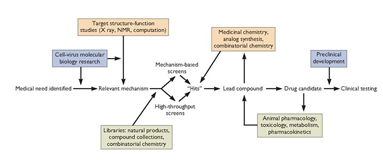 Target structure-function
studies (X ray, NMR, computation)
Medicinal chemistry,
analog synthesis,
combinatorial chemistry
Cell-virus molecular
biology research
Mechanism-based
screens
Preclinical
development
Medical need identified
Relevant mechanism
"Hits"
Lead compound
Drug candidate
Clinical testing
High-throughput
screens
Libraries: natural products,
compound collections,
combinatorial chemistry
Animal pharmacology,
toxicology, metabolism,
pharmacokinetics